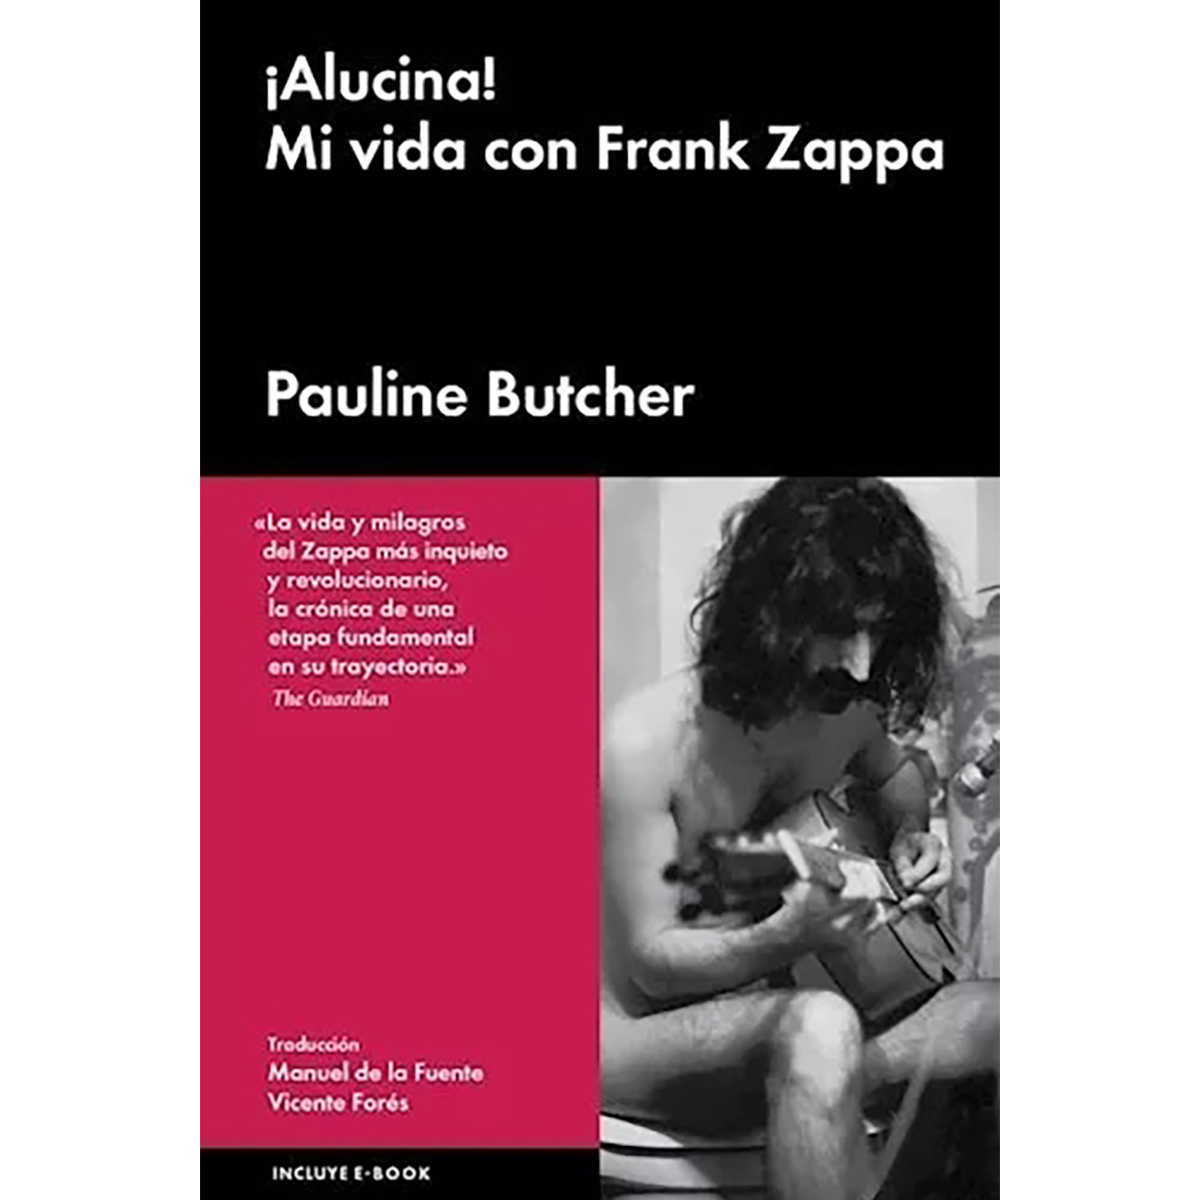 ¡Alucina!
Mi vida con Frank Zappa
Pauline Butcher
«La vida y milagros
del Zappa más inquieto
y revolucionario,
la crónica de una
etapa fundamental
en su trayectoria.»
The Guardian
Traducción
Manuel de la Fuente
Vicente Forés
INCLUYE E-BOOK